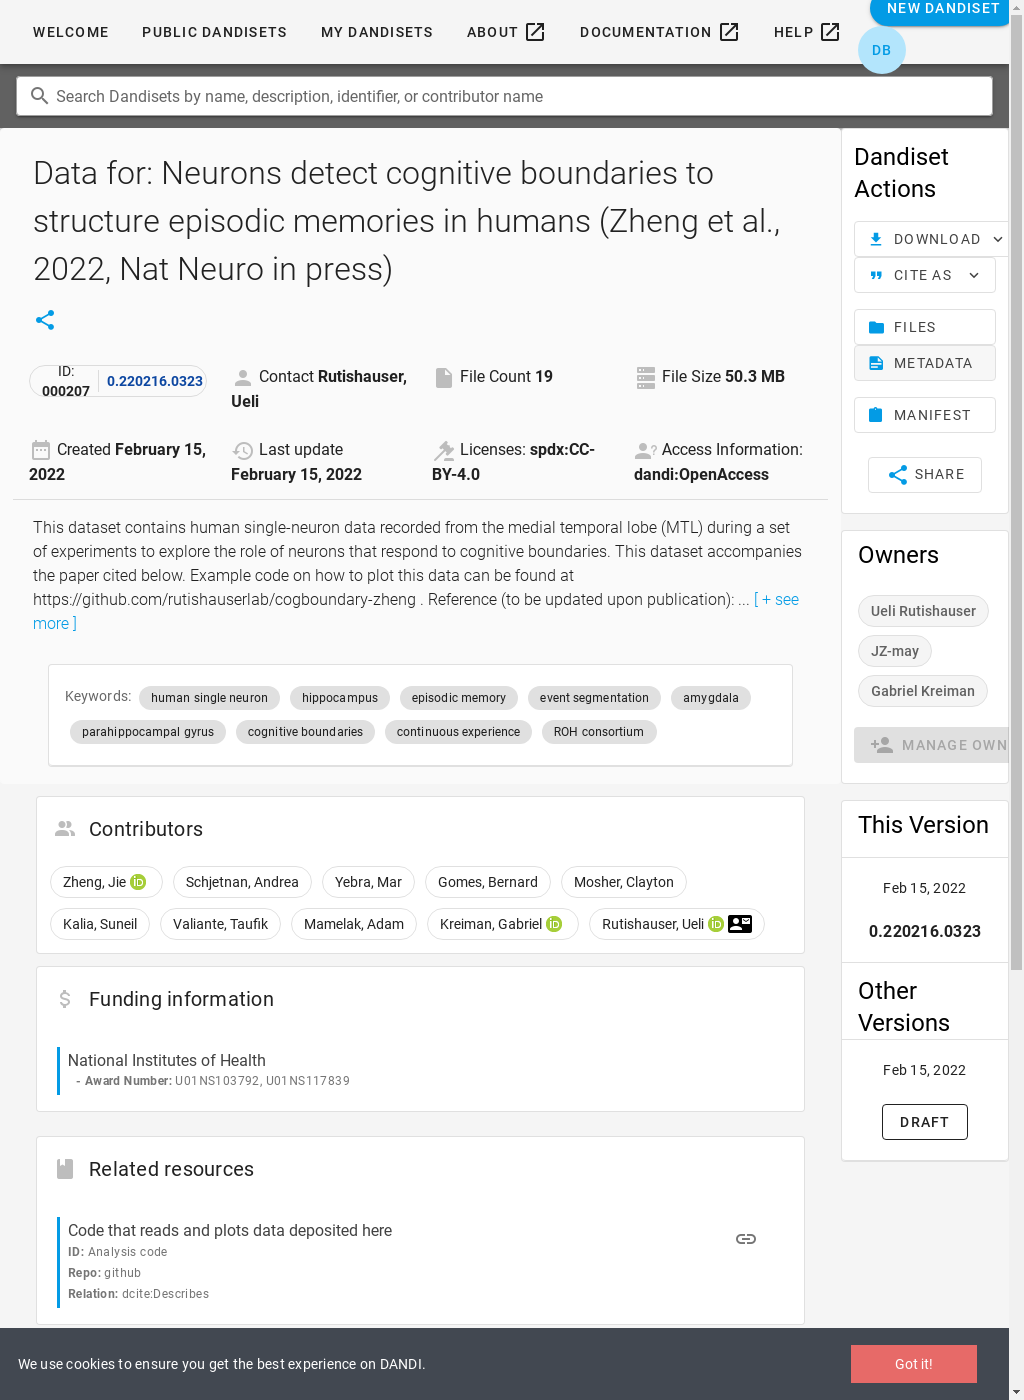 WELCOME
PUBLIC DANDISETS
MY DANDISETS
ABOUT
DOCUMENTATION
HELP
NEW DANDISET
DB
Search Dandisets by name, description, identifier, or contributor name
Data for: Neurons detect cognitive boundaries to
structure episodic memories in humans (Zheng et al.,
2022, Nat Neuro in press)
ID:
000207
0.220216.0323
Contact Rutishauser,
Ueli
File Count 19
File Size 50.3 MB
Created February 15,
2022
Last update
February 15, 2022
Licenses: spdx:CC-
BY-4.0
Access Information:
dandi:OpenAccess
This dataset contains human single-neuron data recorded from the medial temporal lobe (MTL) during a set
of experiments to explore the role of neurons that respond to cognitive boundaries. This dataset accompanies
the paper cited below. Example code on how to plot this data can be found at
https://github.com/rutishauserlab/cogboundary-zheng . Reference (to be updated upon publication): ... [ + see
more ]
Keywords: human single neuron hippocampus episodic memory event segmentation amygdala
parahippocampal gyrus cognitive boundaries continuous experience ROH consortium
Contributors
Zheng, Jie iD Schjetnan, Andrea Yebra, Mar Gomes, Bernard Mosher, Clayton
Kalia, Suneil Valiante, Taufik Mamelak, Adam Kreiman, Gabriel iD Rutishauser, Ueli iD
Funding information
National Institutes of Health
- Award Number: U01NS103792, U01NS117839
Related resources
Code that reads and plots data deposited here
ID: Analysis code
Repo: github
Relation: dcite:Describes
Dandiset
Actions
DOWNLOAD
CITE AS
FILES
METADATA
MANIFEST
SHARE
Owners
Ueli Rutishauser
JZ-may
Gabriel Kreiman
MANAGE OWN
This Version
Feb 15, 2022
0.220216.0323
Other
Versions
Feb 15, 2022
DRAFT
We use cookies to ensure you get the best experience on DANDI.
Got it!